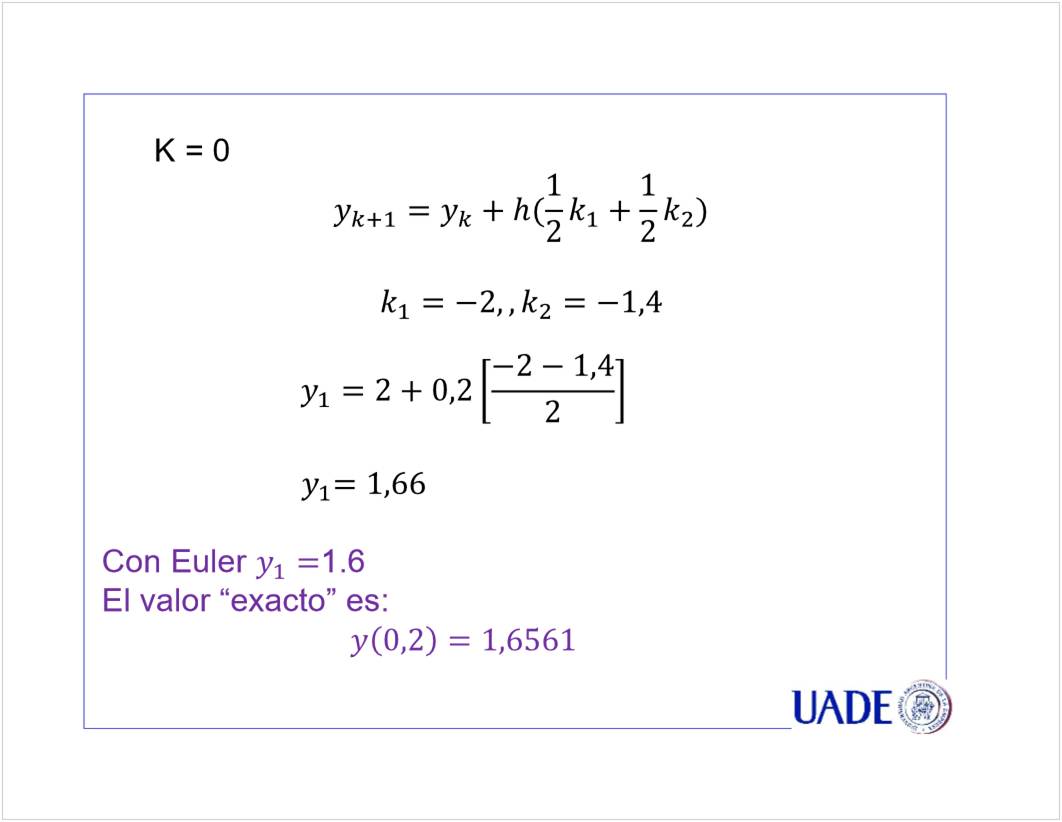 K = 0
y_{k+1} = y_k + h(\frac{1}{2}k_1 + \frac{1}{2}k_2)
k_1 = −2, , k_2 = −1,4
y_1 = 2 + 0,2 [\frac{−2 − 1,4}{2}]
y_1= 1,66
Con Euler y_1 =1.6
El valor “exacto” es:
y(0,2) = 1,6561
UADE